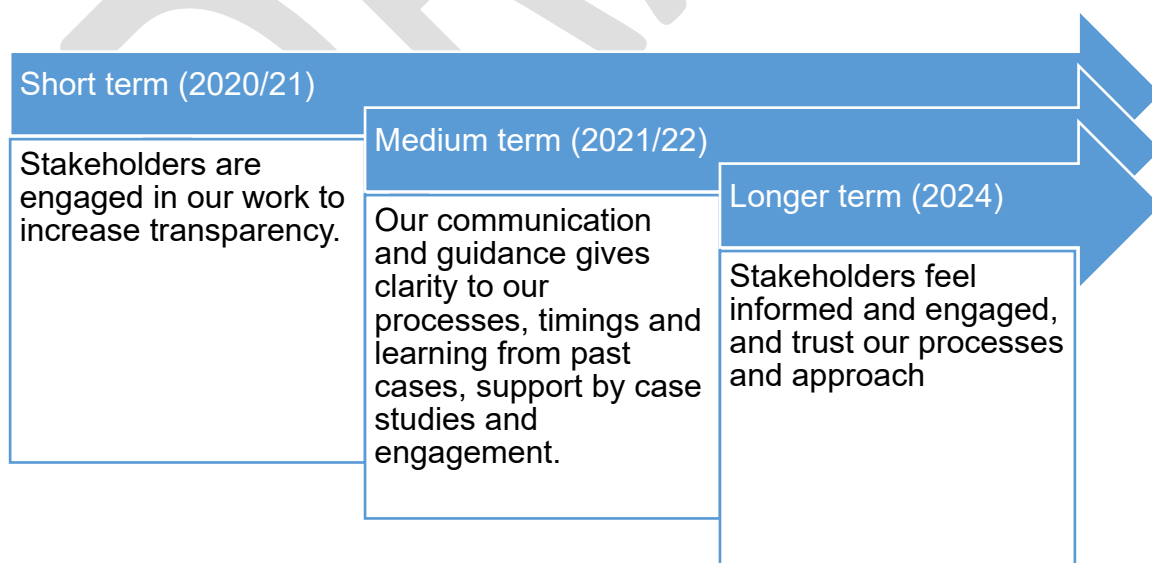 Short term (2020/21)
Stakeholders are
engaged in our work to
increase transparency.
Medium term (2021/22)
Our communication
and guidance gives
clarity to our
processes, timings and
learning from past
cases, support by case
studies and
engagement.
Longer term (2024)
Stakeholders feel
informed and engaged,
and trust our processes
and approach